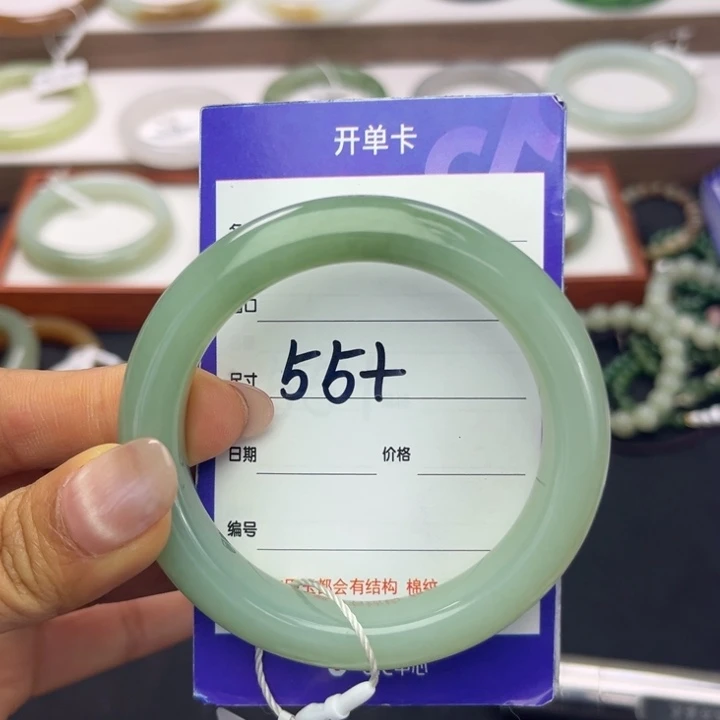 开单卡
尺寸 55+
日期 价格
编号
都会有结构 棉纹